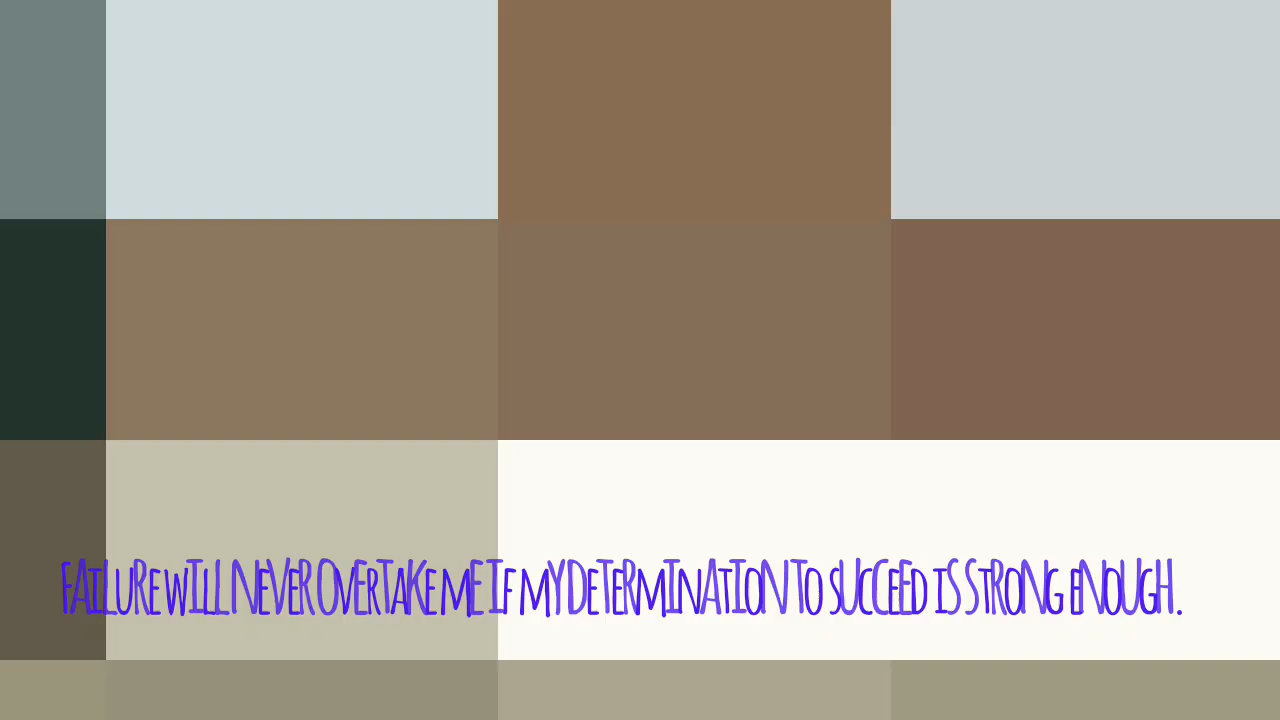 FAILURE WILL NEVER OVERTAKE ME IF MY DETERMINATION TO SUCCEED IS STRONG ENOUGH.